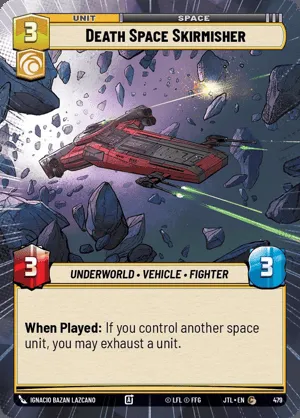 UNIT
SPACE
3
DEATH SPACE SKIRMISHER
3
3
UNDERWORLD • VEHICLE • FIGHTER
When Played: If you control another space
unit, you may exhaust a unit.
IGNACIO BAZAN LAZCANO
© LFL © FFG
JTL • EN
C
479